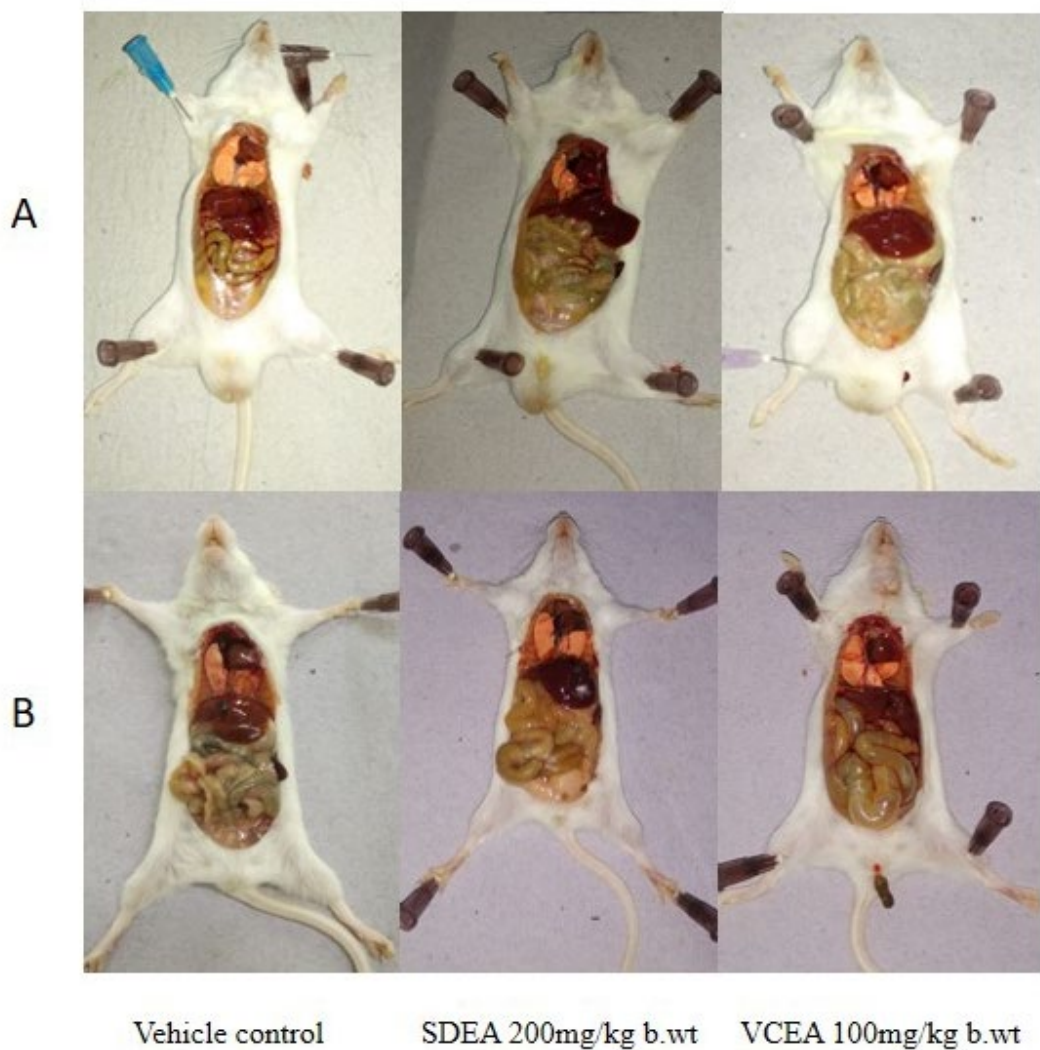 A
B
Vehicle control
SDEA 200mg/kg b.wt
VCEA 100mg/kg b.wt